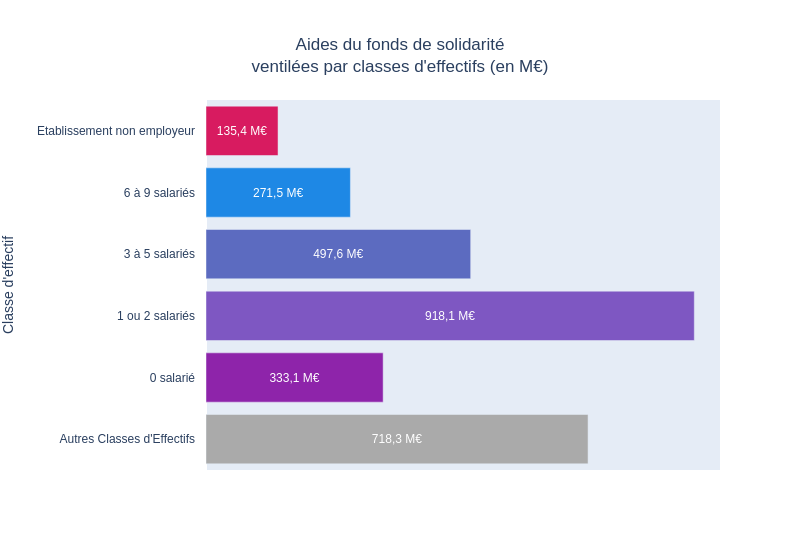 Aides du fonds de solidarité
ventilées par classes d'effectifs (en M€)
Classe d'effectif
Etablissement non employeur
135,4 M€
6 à 9 salariés
271,5 M€
3 à 5 salariés
497,6 M€
1 ou 2 salariés
918,1 M€
0 salarié
333,1 M€
Autres Classes d'Effectifs
718,3 M€